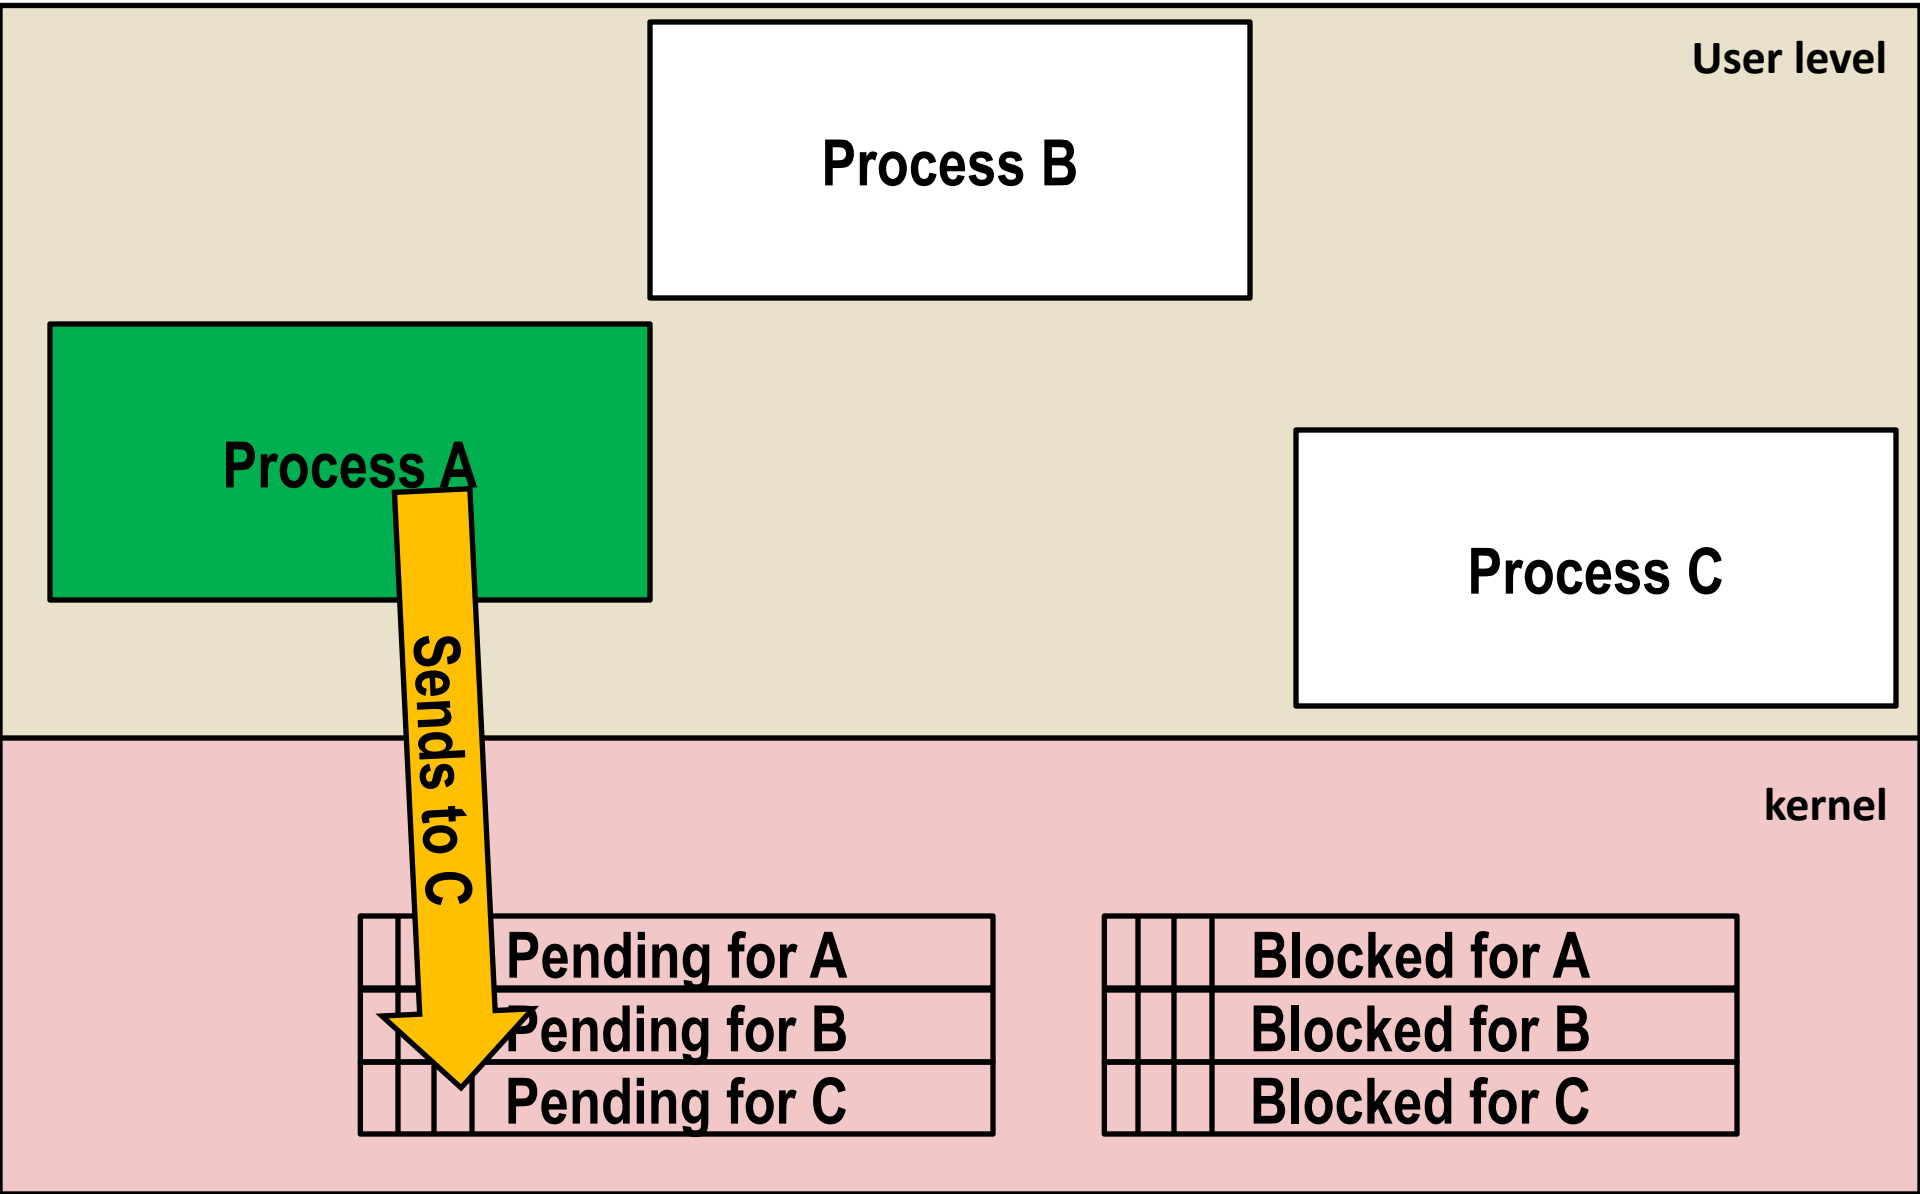 User level
Process B
Process A
Process C
Sends to C
kernel
Pending for A
Blocked for A
Pending for B
Blocked for B
Pending for C
Blocked for C